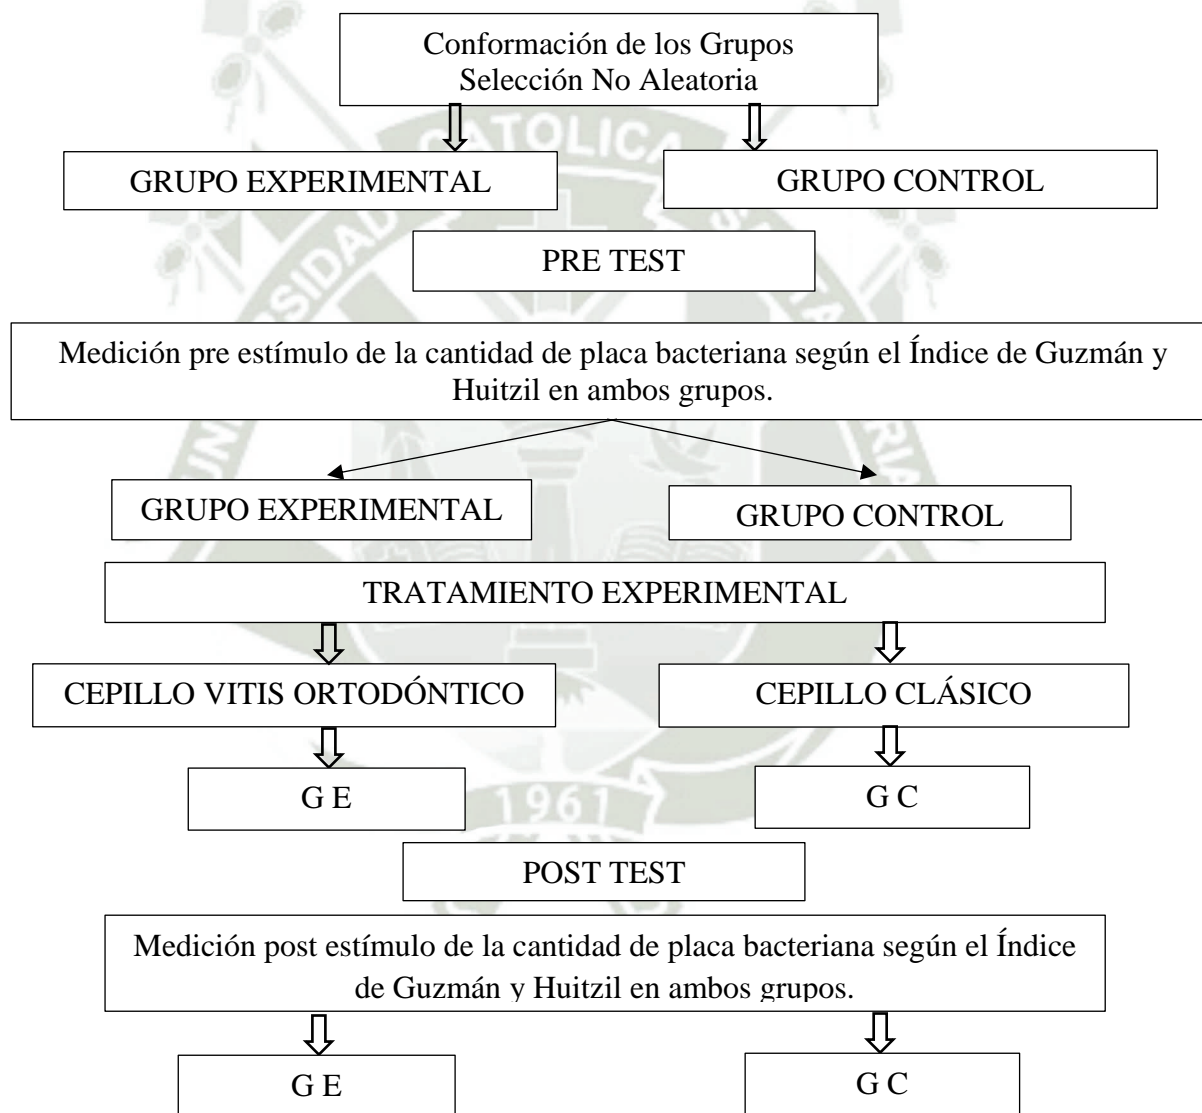 Conformación de los Grupos
Selección No Aleatoria
GRUPO EXPERIMENTAL
GRUPO CONTROL
PRE TEST
Medición pre estímulo de la cantidad de placa bacteriana según el Índice de Guzmán y
Huitzil en ambos grupos.
GRUPO EXPERIMENTAL
GRUPO CONTROL
TRATAMIENTO EXPERIMENTAL
CEPILLO VITIS ORTODÓNTICO
CEPILLO CLÁSICO
G E
G C
POST TEST
Medición post estímulo de la cantidad de placa bacteriana según el Índice
de Guzmán y Huitzil en ambos grupos.
G E
G C
CATOLICA
1961